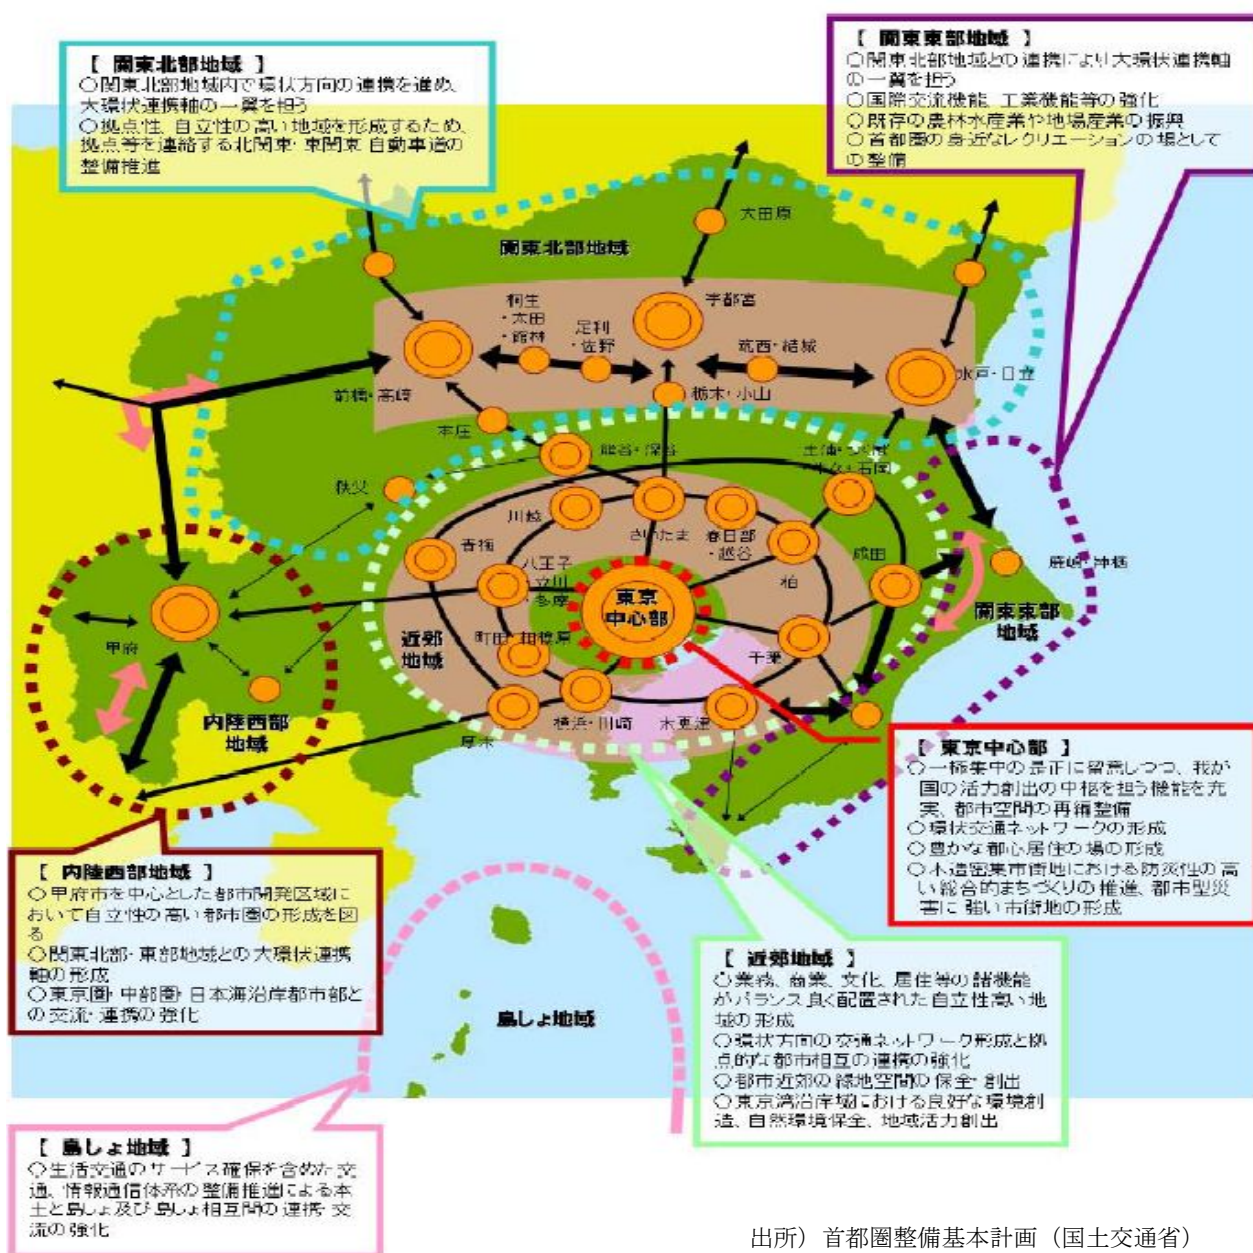 【 関東北部地域 】
○関東北部地域内で環状方向の連携を進め、
大環状連携軸の一翼を担う
○拠点性、自立性の高い地域を形成するため、
拠点等を連絡する北関東・東関東 自動車道の
整備推進
【 関東東部地域 】
○関東北部地域との連携により大環状連携軸
の一翼を担う
○国際交流機能、工業機能等の強化
○既存の農林水産業や地場産業の振興
○首都圏の身近なレクリエーションの場として
の整備
大田原
関東北部地域
宇都宮
桐生
・太田
・館林
足利
・佐野
筑西・結城
水戸・日立
前橋・高崎
栃木・小山
本庄
熊谷・深谷
土浦・つくば
・牛久・石岡
秩父
川越
さいたま
春日部
・越谷
青梅
成田
八王子
・立川
・多摩
柏
鹿嶋・神栖
東京
中心部
関東東部
地域
近郊
地域
町田・相模原
千葉
甲府
内陸西部
地域
横浜・川崎
木更津
厚木
【 東京中心部 】
○一極集中の是正に留意しつつ、我が
国の活力創出の中枢を担う機能を充
実、都市空間の再編整備
○環状交通ネットワークの形成
○豊かな都心居住の場の形成
○木造密集市街地における防災性の高
い総合的まちづくりの推進、都市型災
害に強い市街地の形成
【 内陸西部地域 】
○甲府市を中心とした都市開発区域に
おいて自立性の高い都市圏の形成を図
る
○関東北部・東部地域との大環状連携
軸の形成
○東京圏・中部圏・日本海沿岸都市部と
の交流・連携の強化
島しょ地域
【 近郊地域 】
○業務、商業、文化、居住等の諸機能
がバランス良く配置された自立性高い地
域の形成
○環状方向の交通ネットワーク形成と拠
点的な都市相互の連携の強化
○都市近郊の緑地空間の保全・創出
○東京湾沿岸域における良好な環境創
造、自然環境保全、地域活力創出
【 島しょ地域 】
○生活交通のサービス確保を含めた交
通、情報通信体系の整備推進による本
土と島しょ及び島しょ相互間の連携・交
流の強化
出所）首都圏整備基本計画（国土交通省）